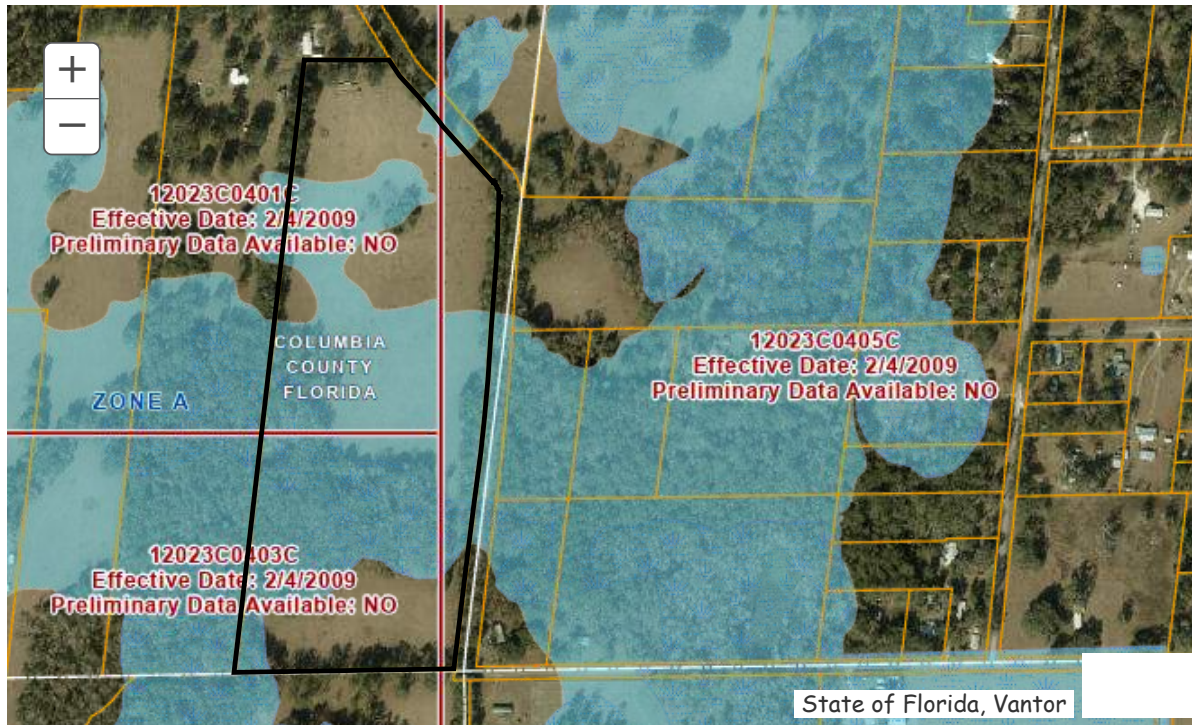 +
−
12023C0401C
Effective Date: 2/4/2009
Preliminary Data Available: NO
COLUMBIA
COUNTY
FLORIDA
12023C0405C
Effective Date: 2/4/2009
Preliminary Data Available: NO
ZONE A
12023C0403C
Effective Date: 2/4/2009
Preliminary Data Available: NO
State of Florida, Vantor